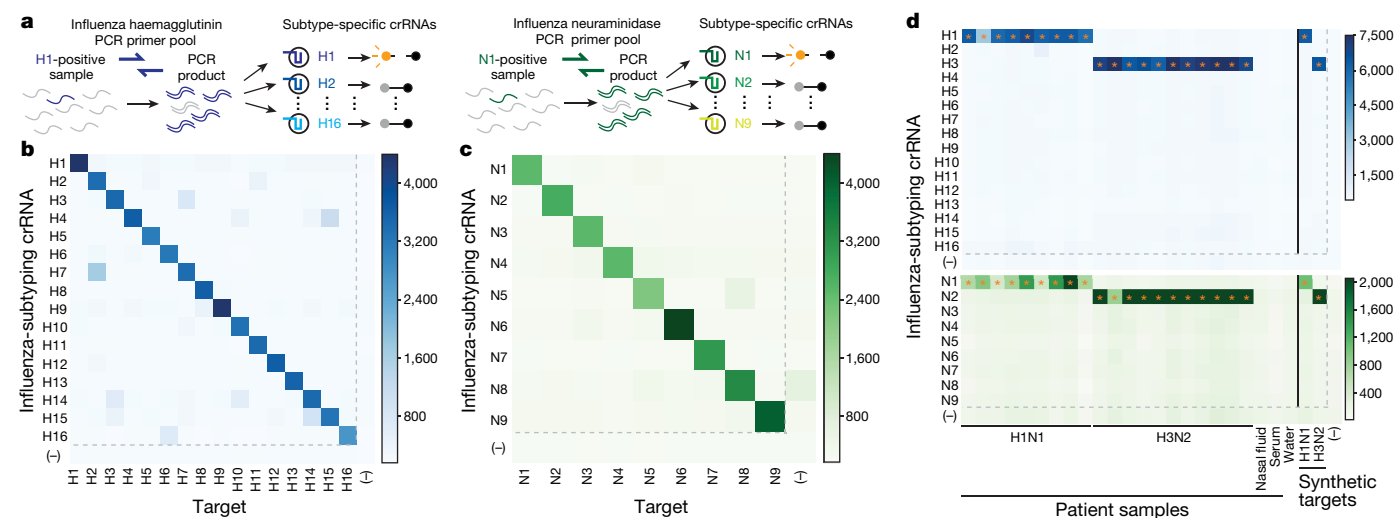 a
Influenza haemagglutinin
PCR primer pool
Subtype-specific crRNAs
H1-positive
sample
PCR
product
H1
H2
H16
Influenza neuraminidase
PCR primer pool
Subtype-specific crRNAs
N1-positive
sample
PCR
product
N1
N2
N9
b
Influenza-subtyping crRNA
H1
H2
H3
H4
H5
H6
H7
H8
H9
H10
H11
H12
H13
H14
H15
H16
(–)
H1 H2 H3 H4 H5 H6 H7 H8 H9 H10 H11 H12 H13 H14 H15 H16 (–)
Target
4,000
3,200
2,400
1,600
800
c
Influenza-subtyping crRNA
N1
N2
N3
N4
N5
N6
N7
N8
N9
(–)
N1 N2 N3 N4 N5 N6 N7 N8 N9 (–)
Target
4,000
3,200
2,400
1,600
800
d
Influenza-subtyping crRNA
H1
H2
H3
H4
H5
H6
H7
H8
H9
H10
H11
H12
H13
H14
H15
H16
(–)
7,500
6,000
4,500
3,000
1,500
N1
N2
N3
N4
N5
N6
N7
N8
N9
(–)
2,000
1,600
1,200
800
400
H1N1
H3N2
Nasal fluid
Serum
Water
H1N1
H3N2
(–)
Patient samples
Synthetic
targets